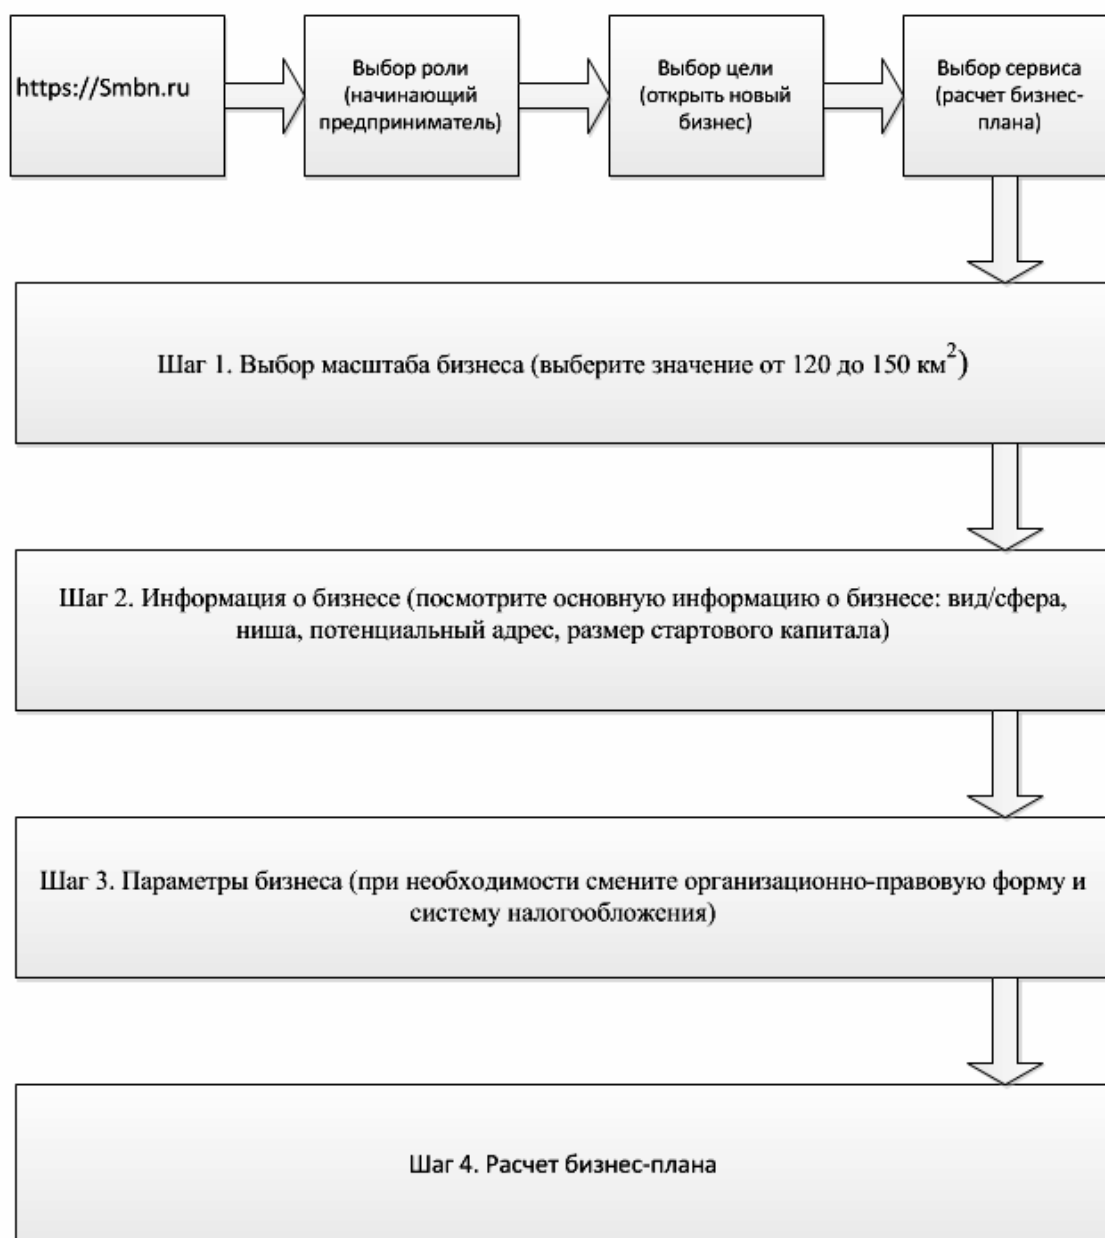 https://Smbn.ru
Выбор роли
(начинающий
предприниматель)
Выбор цели
(открыть новый
бизнес)
Выбор сервиса
(расчет бизнес-
плана)
Шаг 1. Выбор масштаба бизнеса (выберите значение от 120 до 150 км²)
Шаг 2. Информация о бизнесе (посмотрите основную информацию о бизнесе: вид/сфера,
ниша, потенциальный адрес, размер стартового капитала)
Шаг 3. Параметры бизнеса (при необходимости смените организационно-правовую форму и
систему налогообложения)
Шаг 4. Расчет бизнес-плана